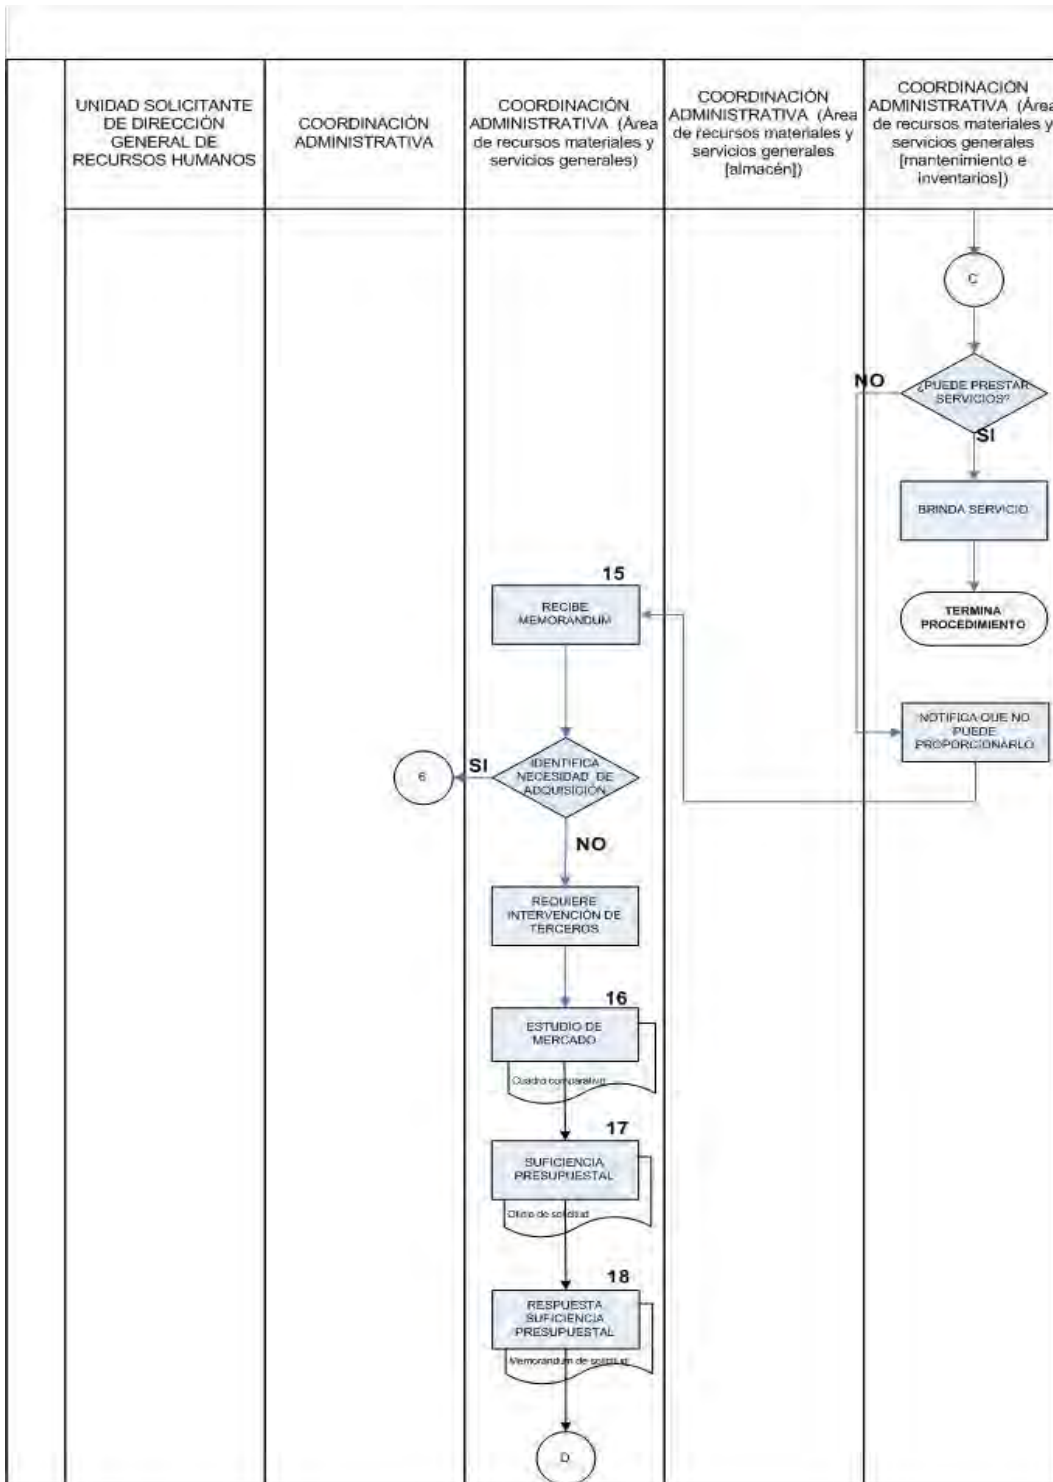 UNIDAD SOLICITANTE
DE DIRECCIÓN
GENERAL DE
RECURSOS HUMANOS
COORDINACIÓN
ADMINISTRATIVA
COORDINACIÓN
ADMINISTRATIVA (Área
de recursos materiales y
servicios generales)
COORDINACIÓN
ADMINISTRATIVA (Área
de recursos materiales y
servicios generales
[almacén])
COORDINACIÓN
ADMINISTRATIVA (Área
de recursos materiales y
servicios generales
[mantenimiento e
inventarios])
C
¿PUEDE PRESTAR
SERVICIOS?
NO
SI
BRINDA SERVICIO
TERMINA
PROCEDIMIENTO
NOTIFICA QUE NO
PUEDE
PROPORCIONARLO
15
RECIBE
MEMORANDUM
IDENTIFICA
NECESIDAD DE
ADQUISICIÓN
SI
6
NO
REQUIERE
INTERVENCIÓN DE
TERCEROS
16
ESTUDIO DE
MERCADO
Cuadro comparativo
17
SUFICIENCIA
PRESUPUESTAL
Oficio de solicitud
18
RESPUESTA
SUFICIENCIA
PRESUPUESTAL
Memorándum de solicitud
D